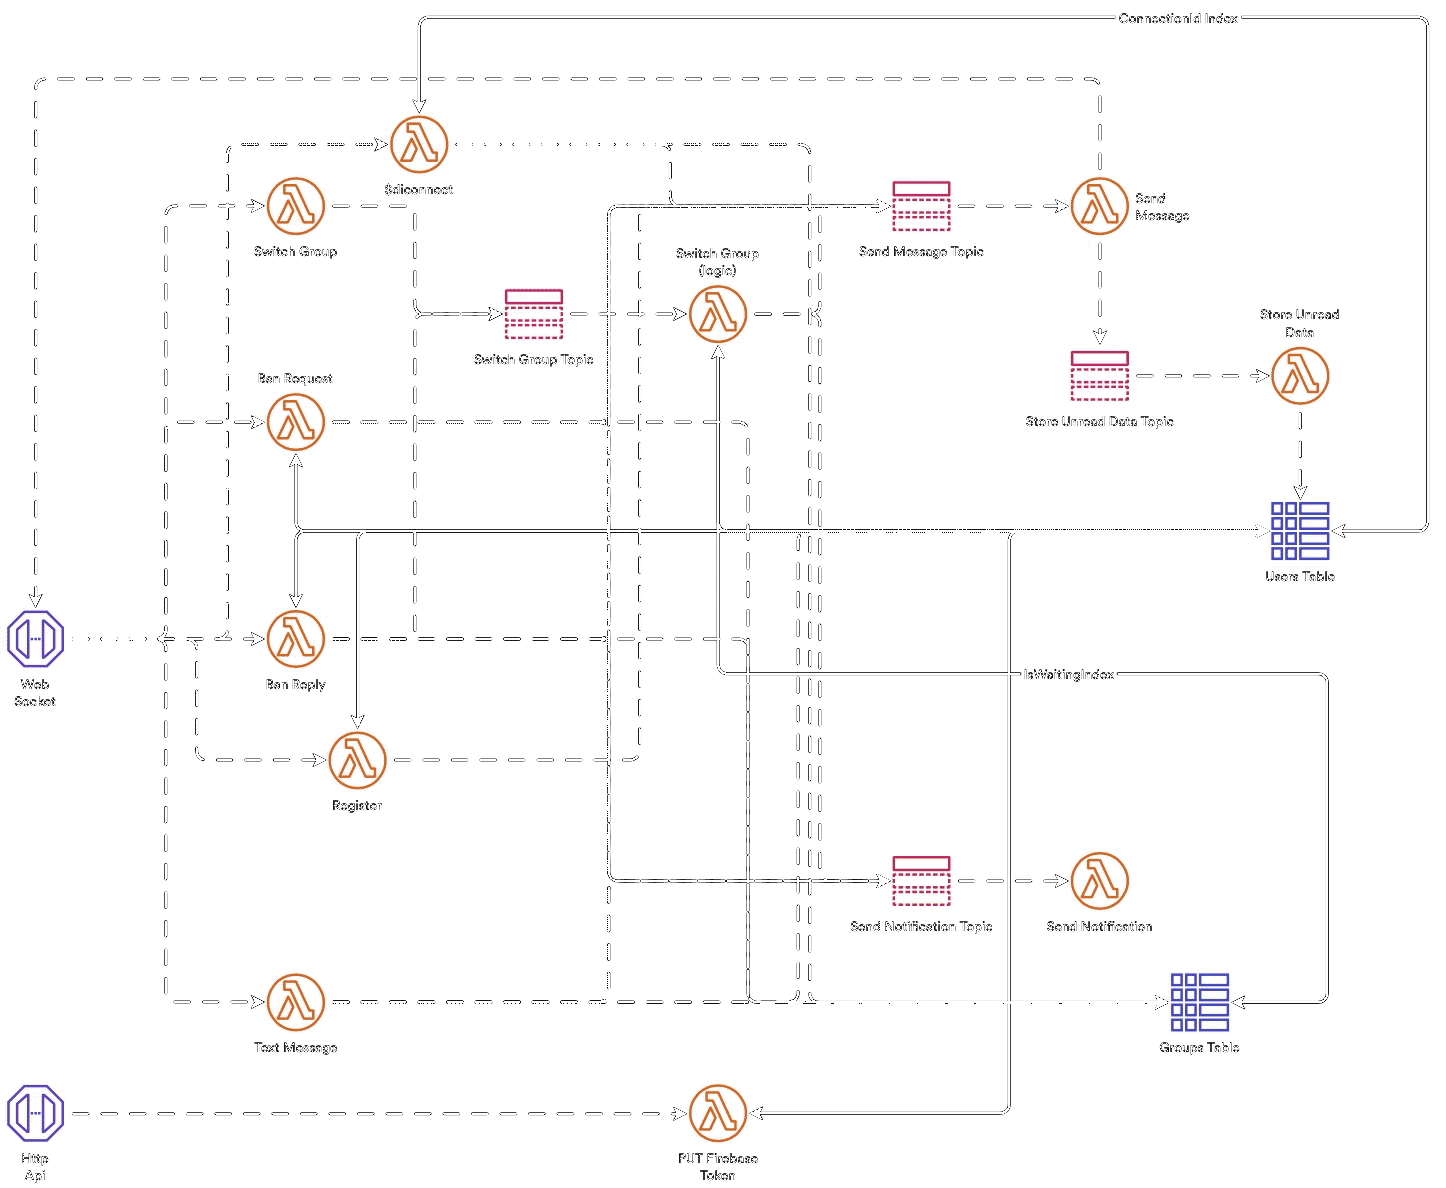 ConnectionId Index
$diconnect
Send
Message
Switch Group
Send Message Topic
Switch Group
(logic)
Store Unread
Data
Switch Group Topic
Ban Request
Store Unread Data Topic
Users Table
IsWaitingIndex
Web
Socket
Ban Reply
Register
Send Notification Topic
Send Notification
Text Message
Groups Table
Http
Api
PUT Firebase
Token